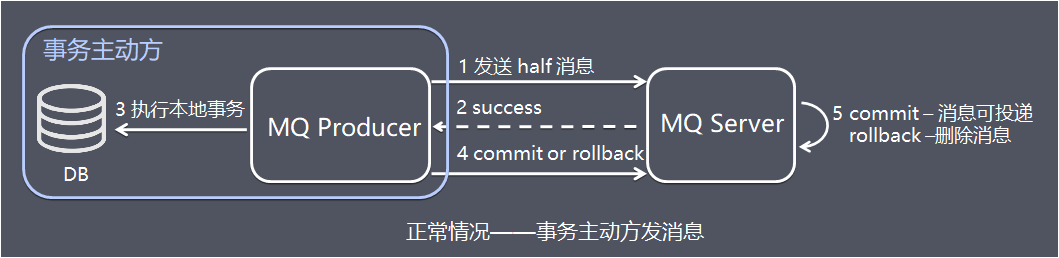 事务主动方
1 发送 half 消息
3 执行本地事务
2 success
MQ Producer
MQ Server
5 commit – 消息可投递
rollback –删除消息
4 commit or rollback
DB
正常情况——事务主动方发消息